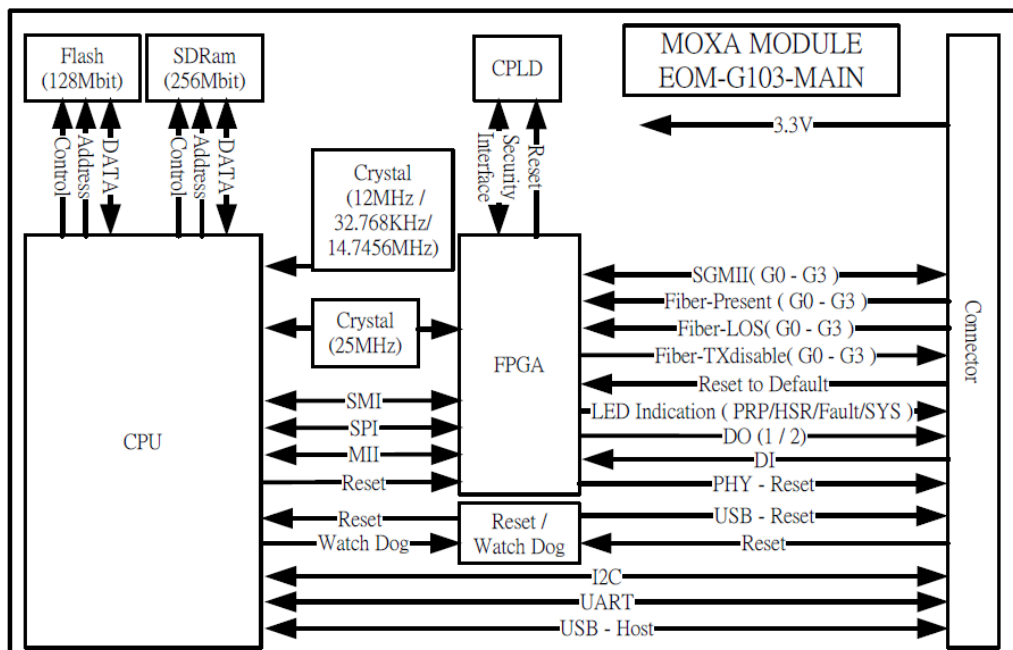 Flash
(128Mbit)
SDRam
(256Mbit)
CPLD
MOXA MODULE
EOM-G103-MAIN
3.3V
Control
Address
DATA
Control
Address
DATA
Security
Interface
Reset
Crystal
(12MHz /
32.768KHz/
14.7456MHz)
Crystal
(25MHz)
CPU
FPGA
Connector
SMI
SPI
MII
Reset
Reset
Watch Dog
Reset /
Watch Dog
SGMII( G0 - G3 )
Fiber-Present ( G0 - G3 )
Fiber-LOS( G0 - G3 )
Fiber-TXdisable( G0 - G3 )
Reset to Default
LED Indication ( PRP/HSR/Fault/SYS )
DO (1 / 2)
DI
PHY - Reset
USB - Reset
Reset
I2C
UART
USB - Host